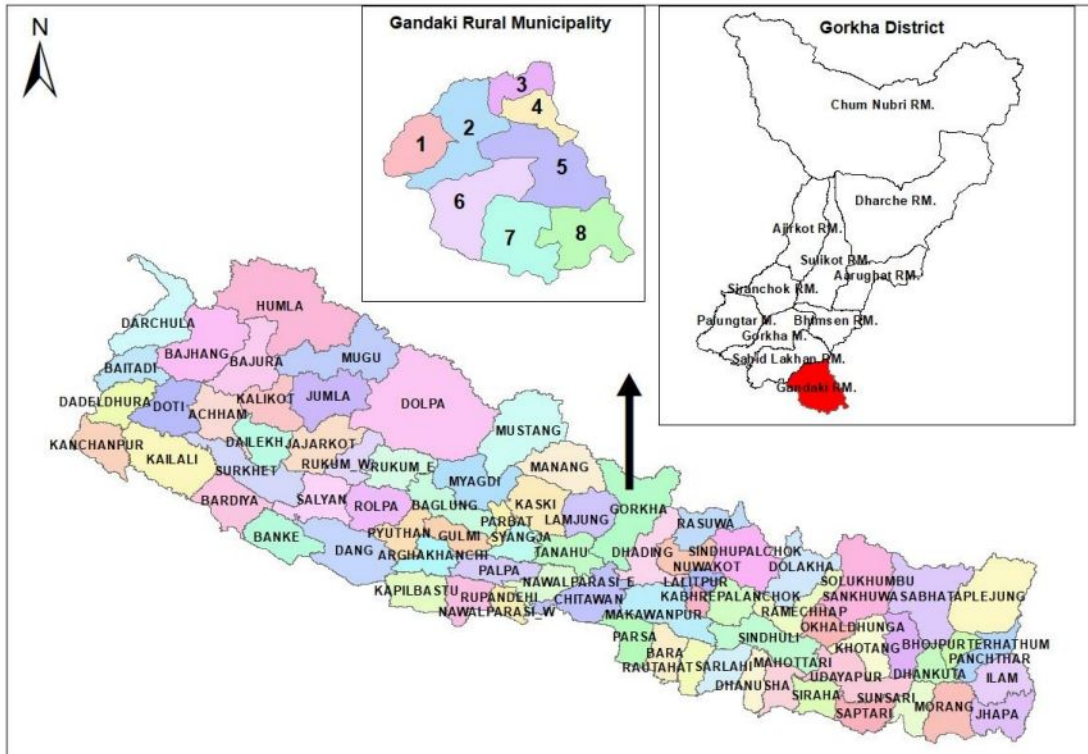 N
Gandaki Rural Municipality
3
4
2
1
5
6
7
8
Gorkha District
Chum Nubri RM.
Dharche RM.
Ajirkot RM.
Sulikot RM.
Aarughat RM.
Siranchok RM.
Palungtar M.
Bhimsen RM.
Gorkha M.
Sahid Lakhan RM.
Gandaki RM.
HUMLA
DARCHULA
BAJHANG
BAJURA
MUGU
BAITADI
DADELDHURA
DOTI
ACHHAM
KALIKOT
JUMLA
DOLPA
MUSTANG
KANCHANPUR
KAILALI
DAILEKH
JAJARKOT
SURKHET
RUKUM_W
RUKUM_E
MYAGDI
MANANG
BARDIYA
SALYAN
ROLPA
BAGLUNG
PARBAT
KASKI
LAMJUNG
GORKHA
BANKE
DANG
PYUTHAN
GULMI
SYANGJA
ARGHAKHANCHI
TANAHU
DHADING
RASUWA
SINDHUPALCHOK
NUWAKOT
DOLAKHA
PALPA
KAPILBASTU
RUPANDEHI
NAWALPARASI_E
NAWALPARASI_W
CHITAWAN
LALITPUR
KABHREPALANCHOK
MAKAWANPUR
RAMECHHAP
SOLUKHUMBU
SANKHUWASABHA
TAPLEJUNG
OKHALDHUNGA
PARSA
BARA
RAUTAHAT
SINDHULI
KHOTANG
BHOJPUR
TERHATHUM
PANCHTHAR
SARLAHI
MAHOTTARI
DHANUSHA
UDAYAPUR
DHANKUTA
ILAM
SIRAHA
SUNSARI
SAPTARI
MORANG
JHAPA